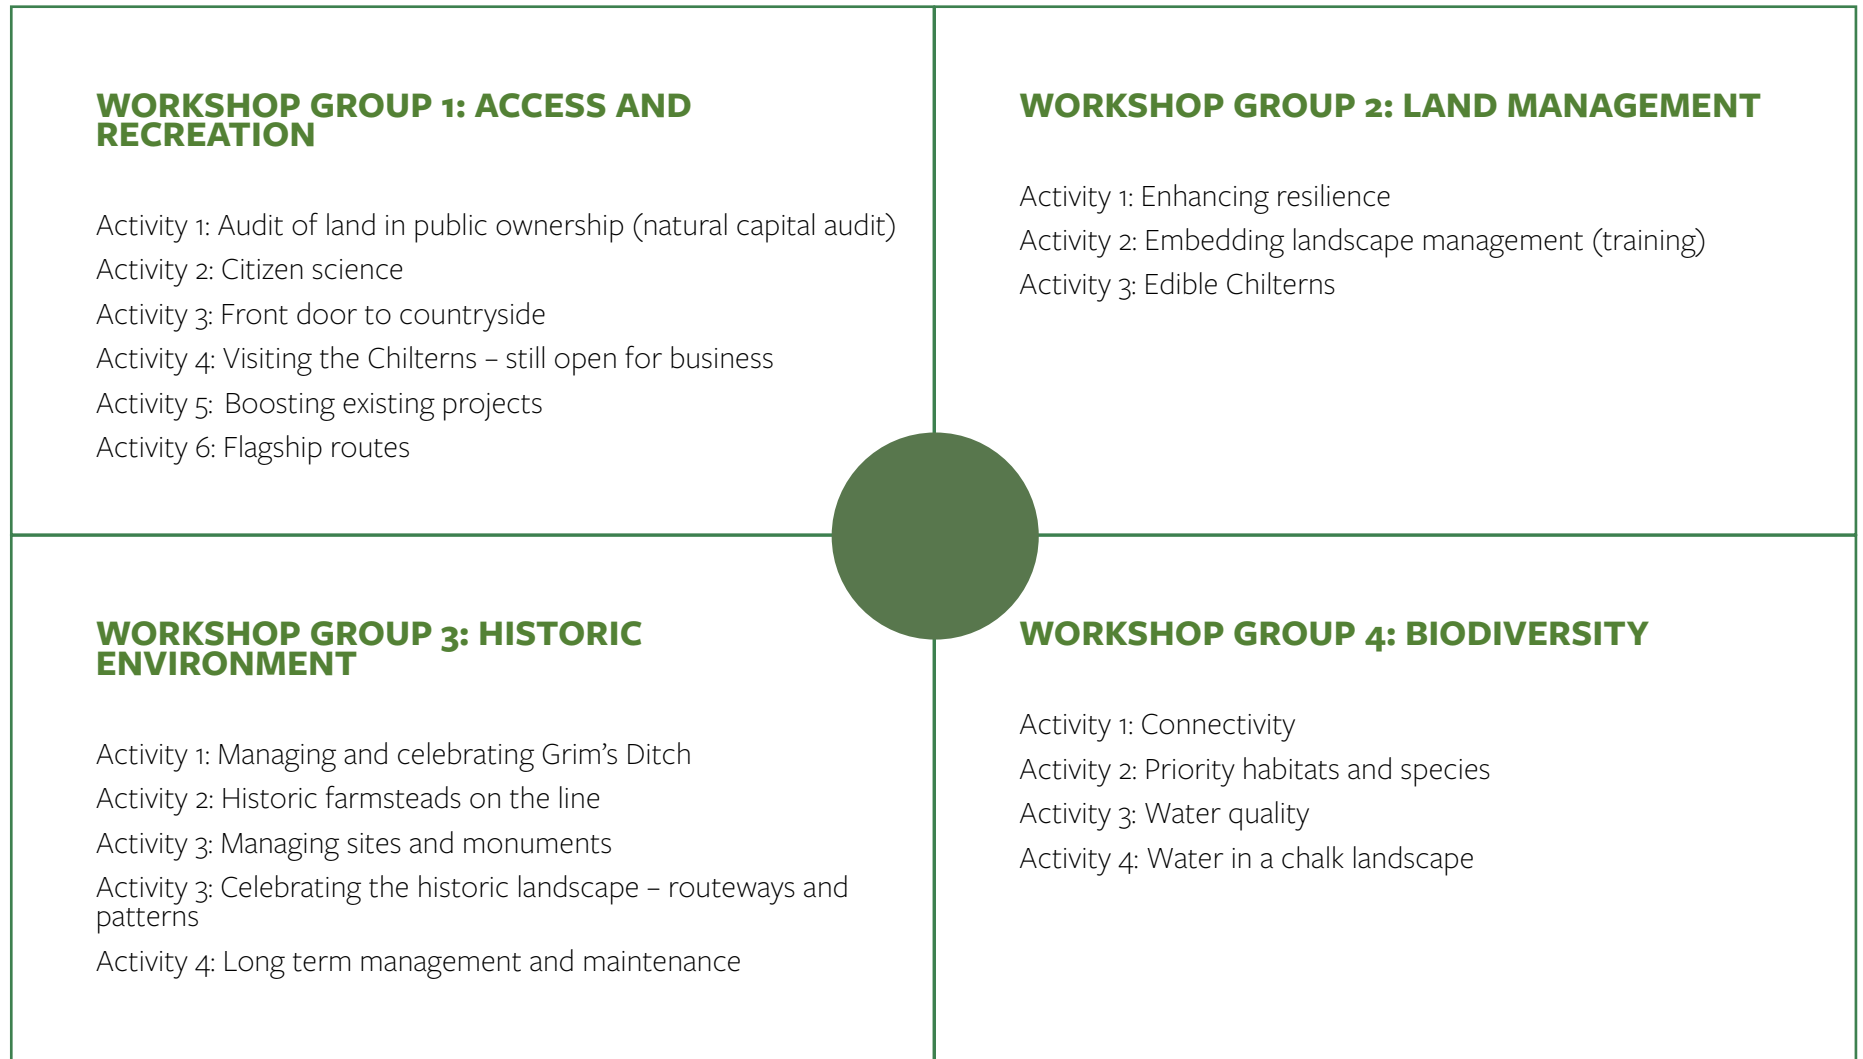 WORKSHOP GROUP 1: ACCESS AND
RECREATION
Activity 1: Audit of land in public ownership (natural capital audit)
Activity 2: Citizen science
Activity 3: Front door to countryside
Activity 4: Visiting the Chilterns – still open for business
Activity 5: Boosting existing projects
Activity 6: Flagship routes
WORKSHOP GROUP 2: LAND MANAGEMENT
Activity 1: Enhancing resilience
Activity 2: Embedding landscape management (training)
Activity 3: Edible Chilterns
WORKSHOP GROUP 3: HISTORIC
ENVIRONMENT
Activity 1: Managing and celebrating Grim’s Ditch
Activity 2: Historic farmsteads on the line
Activity 3: Managing sites and monuments
Activity 3: Celebrating the historic landscape – routeways and
patterns
Activity 4: Long term management and maintenance
WORKSHOP GROUP 4: BIODIVERSITY
Activity 1: Connectivity
Activity 2: Priority habitats and species
Activity 3: Water quality
Activity 4: Water in a chalk landscape